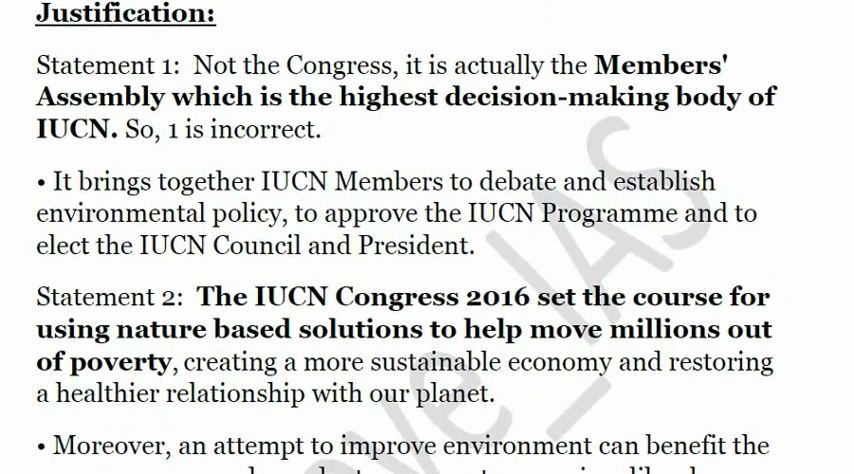 Justification:
Statement 1:  Not the Congress, it is actually the Members'
Assembly which is the highest decision-making body of
IUCN. So, 1 is incorrect.
• It brings together IUCN Members to debate and establish
environmental policy, to approve the IUCN Programme and to
elect the IUCN Council and President.
Statement 2:  The IUCN Congress 2016 set the course for
using nature based solutions to help move millions out
of poverty, creating a more sustainable economy and restoring
a healthier relationship with our planet.
• Moreover, an attempt to improve environment can benefit the